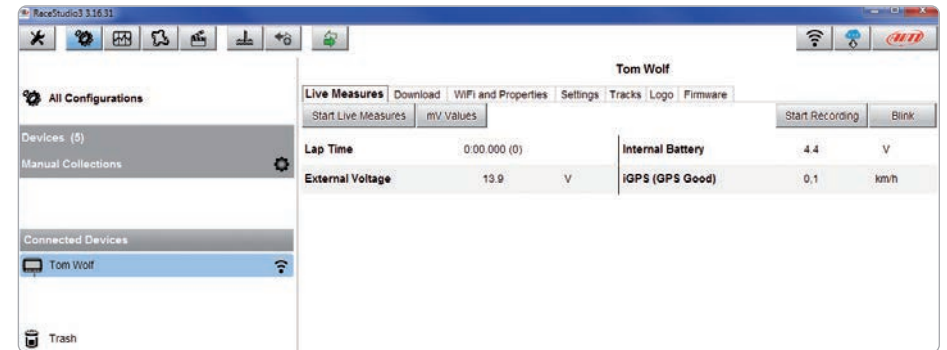 RaceStudio3 3.16.31
AiM
Tom Wolf
All Configurations
Live Measures Download WiFi and Properties Settings Tracks Logo Firmware
Start Live Measures mV Values Start Recording Blink
Devices (5)
Manual Collections
Lap Time 0:00.000 (0) Internal Battery 4.4 V
External Voltage 13.9 V iGPS (GPS Good) 0,1 km/h
Connected Devices
Tom Wolf
Trash